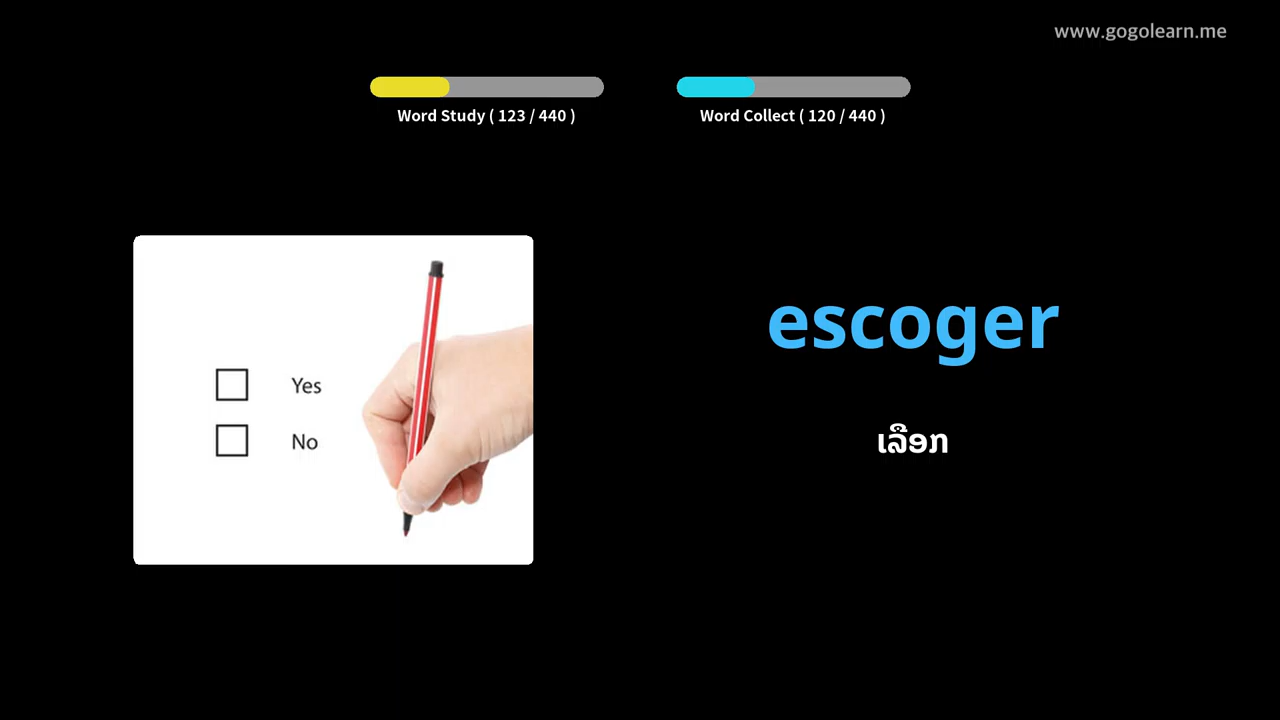 www.gogolearn.me
Word Study ( 123 / 440 )
Word Collect ( 120 / 440 )
Yes
No
escoger
ເລືອກ